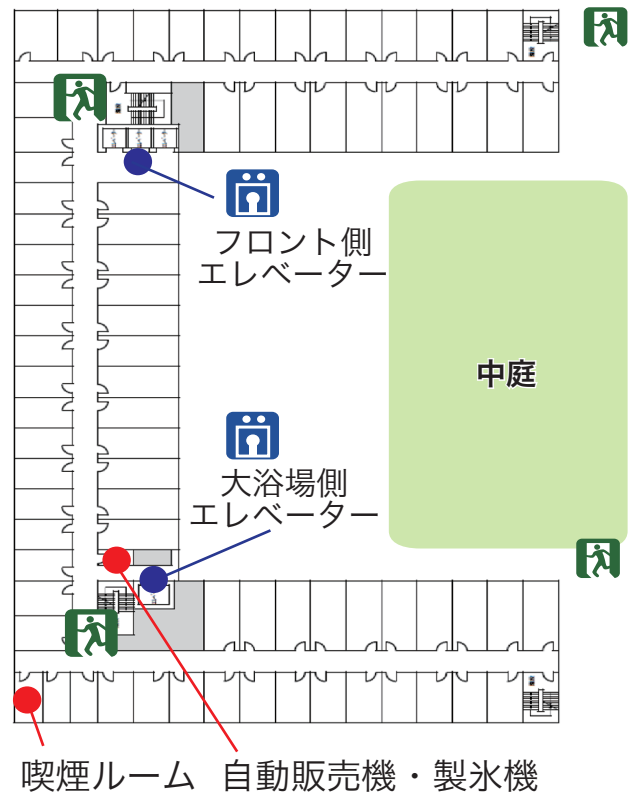 フロント側
エレベーター
中庭
大浴場側
エレベーター
喫煙ルーム
自動販売機・製氷機